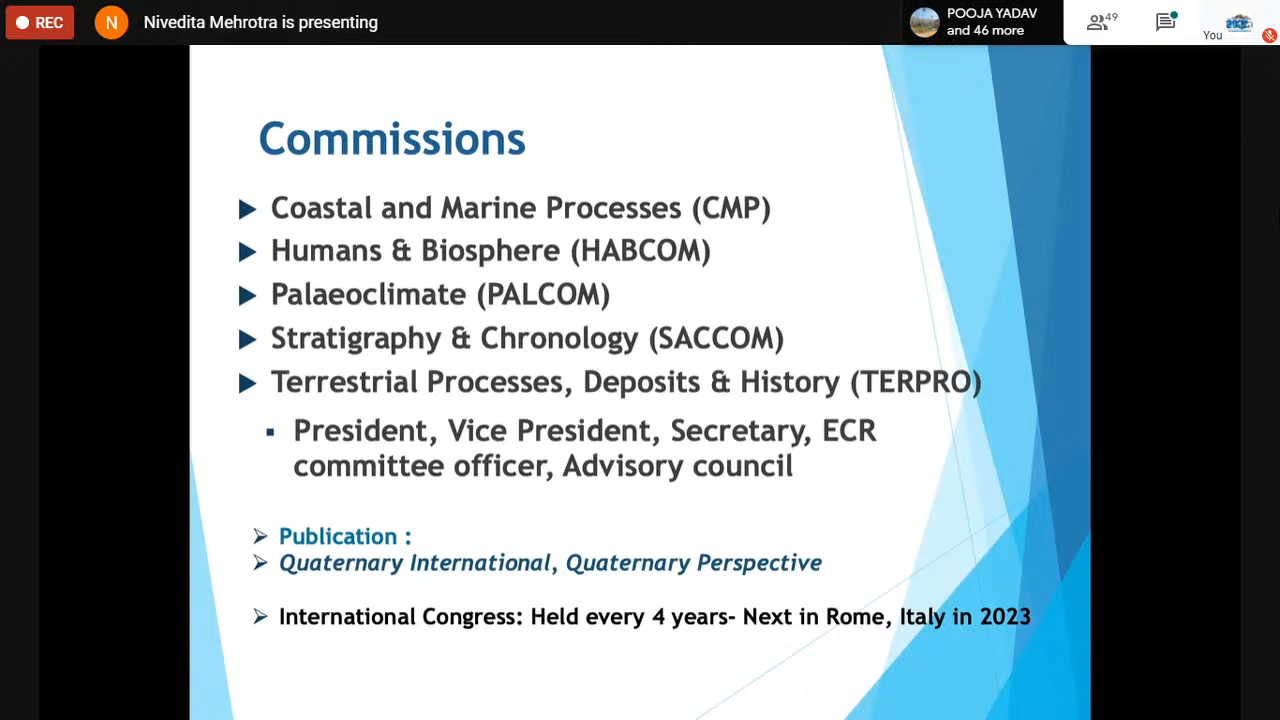 REC
N
Nivedita Mehrotra is presenting
POOJA YADAV
and 46 more
49
You
Commissions
Coastal and Marine Processes (CMP)
Humans & Biosphere (HABCOM)
Palaeoclimate (PALCOM)
Stratigraphy & Chronology (SACCOM)
Terrestrial Processes, Deposits & History (TERPRO)
President, Vice President, Secretary, ECR
committee officer, Advisory council
Publication :
Quaternary International, Quaternary Perspective
International Congress: Held every 4 years- Next in Rome, Italy in 2023